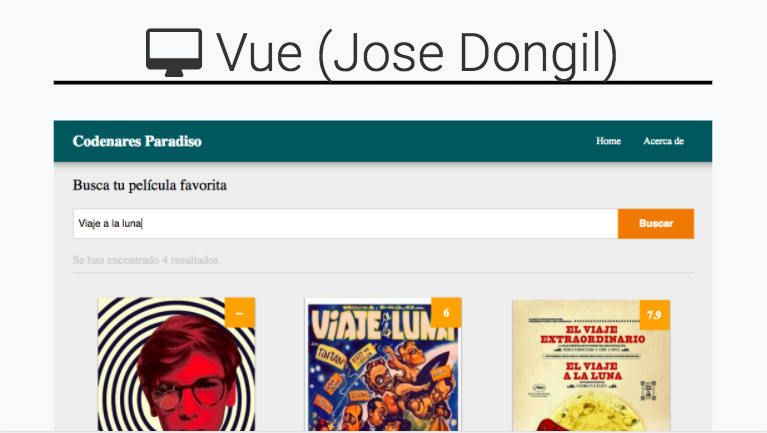 Vue (Jose Dongil)
Codenares Paradiso
Home
Acerca de
Busca tu película favorita
Viaje a la luna
Buscar
Se han encontrado 4 resultados
--
6
7.9
VIAJE a la LUNA
TIN TAN
EL VIAJE
EXTRAORDINARIO
EL VIAJE
A LA LUNA